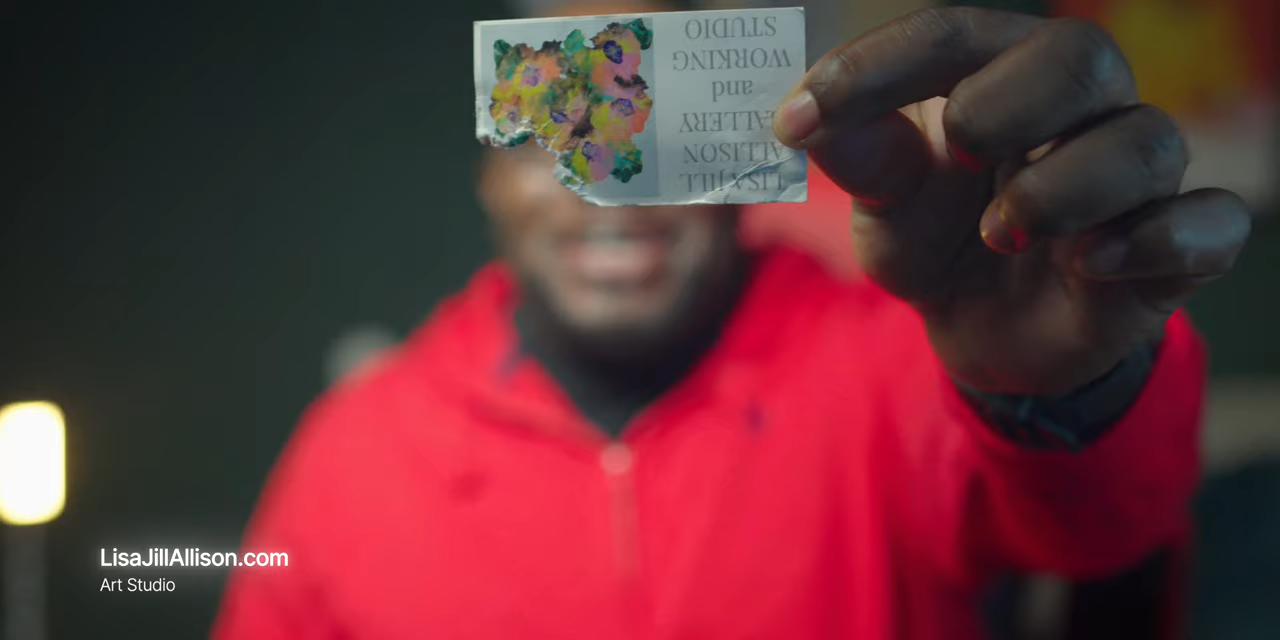 LISA JILL
ALLISON
GALLERY
and
WORKING
STUDIO
LisaJillAllison.com
Art Studio